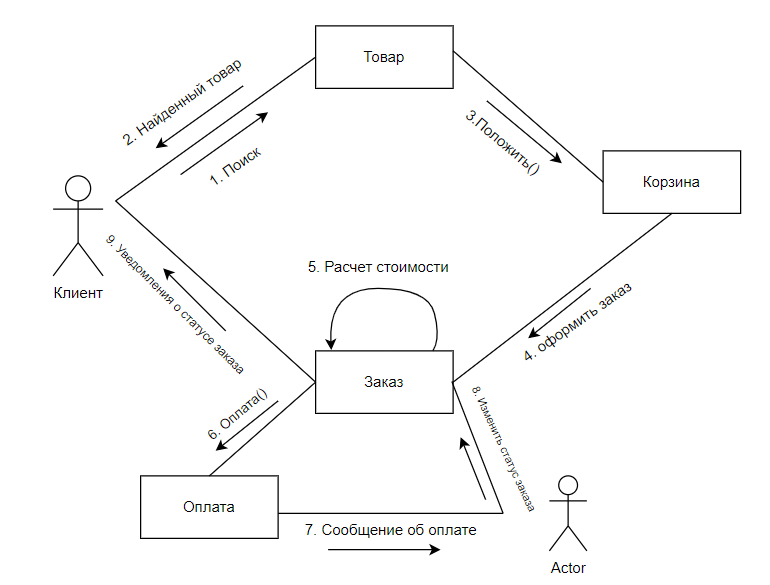 Товар
2. Найденный товар
1. Поиск
3.Положить()
Корзина
Клиент
9. Уведомления о статусе заказа
5. Расчет стоимости
4. оформить заказ
Заказ
6. Оплата()
8. Изменить статус заказа
Оплата
7. Сообщение об оплате
Actor